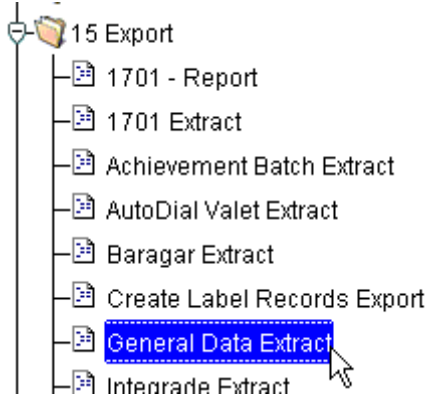 15 Export
1701 - Report
1701 Extract
Achievement Batch Extract
AutoDial Valet Extract
Baragar Extract
Create Label Records Export
General Data Extract
Integrade Extract